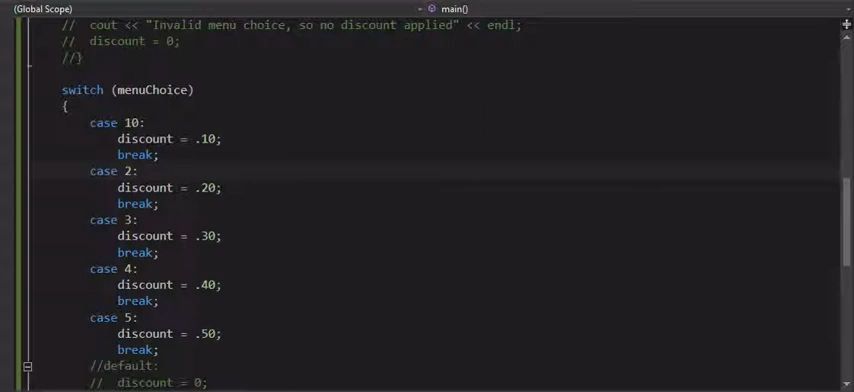 (Global Scope) main()
// cout << "Invalid menu choice, so no discount applied" << endl;
// discount = 0;
//}
switch (menuChoice)
{
case 10:
discount = .10;
break;
case 2:
discount = .20;
break;
case 3:
discount = .30;
break;
case 4:
discount = .40;
break;
case 5:
discount = .50;
break;
//default:
// discount = 0;